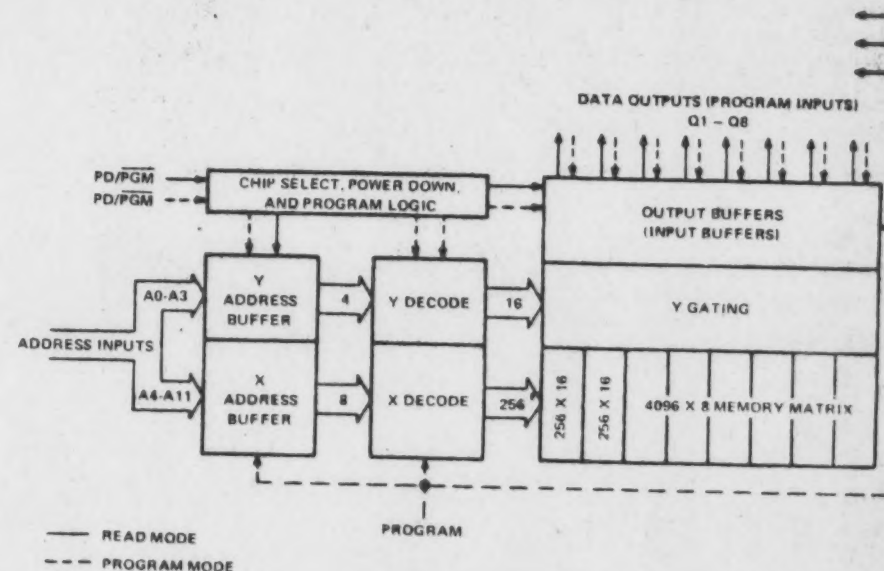 DATA OUTPUTS (PROGRAM INPUTS)
Q1 – Q8
PD/PGM
PD/PGM
CHIP SELECT, POWER DOWN,
AND PROGRAM LOGIC
OUTPUT BUFFERS
(INPUT BUFFERS)
A0-A3
Y
ADDRESS
BUFFER
4
Y DECODE
16
Y GATING
ADDRESS INPUTS
A4-A11
X
ADDRESS
BUFFER
8
X DECODE
256
256 X 16
256 X 16
4096 X 8 MEMORY MATRIX
PROGRAM
READ MODE
PROGRAM MODE